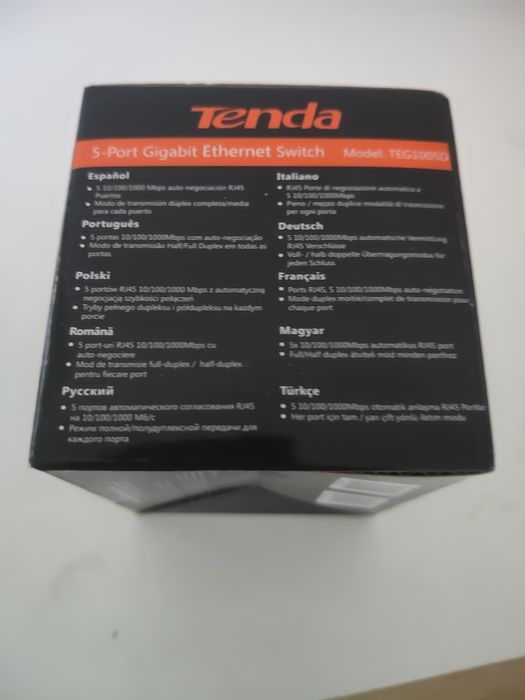 Tenda
5-Port Gigabit Ethernet Switch Model: TEG1005D
Español
• 5 10/100/1000 Mbps auto-negociación RJ45
Puertos
• Modo de transmisión dúplex completa/media
para cada puerto
Português
• 5 portas 10/100/1000Mbps com auto-negociação
• Modo de transmissão Half/Full Duplex em todas as
portas
Polski
• 5 portów RJ45 10/100/1000Mbps z automatyczną
negocjacją szybkości połączeń
• Tryby pełnego dupleksu i półdupleksu na każdym
porcie
Română
• 5 port-uri RJ45 10/100/1000Mbps cu
auto-negociere
• Mod de transmisie full-duplex / half-duplex
pentru fiecare port
Русский
• 5 портов автоматического согласования RJ45
на 10/100/1000 Мб/с
• Режим полной/полудуплексной передачи для
каждого порта
Italiano
• RJ45 Porte di negozazione automatica a
5 10/100/1000Mbps
• Pieno / mezzo duplice modalità di trasmissione
per ogni porta
Deutsch
• 5 10/100/1000Mbps automatische Vermittlung
RJ45 Verschlüsse
• Voll- / halb doppelte Übertragungsmodus für
jeden Schluss
Français
• Ports RJ45, 5 10/100/1000Mbps auto-négotiation
• Mode duplex moitié/complet de transmission pour
chaque port
Magyar
• 5x 10/100/1000Mbps automatikus RJ45 port
• Full/Half duplex átviteli mód minden porthoz
Türkçe
• 5 10/100/1000Mbps otomatik anlaşma RJ45 Portlar
• Her port için tam / yarı çift yönlü iletim modu